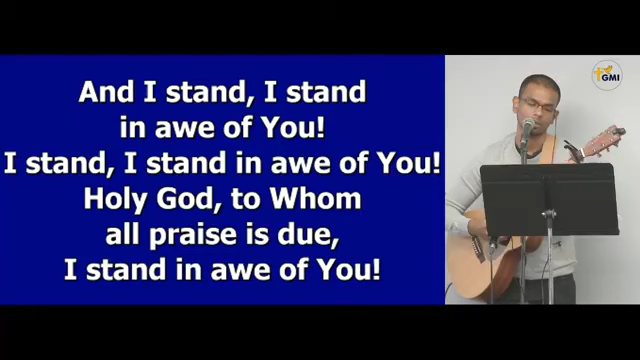 And I stand, I stand
in awe of You!
I stand, I stand in awe of You!
Holy God, to Whom
all praise is due,
I stand in awe of You!
GMI